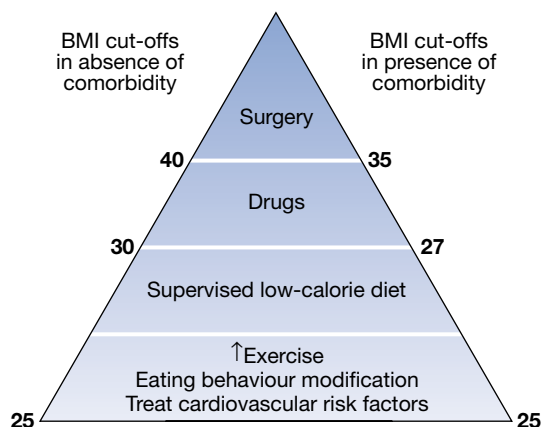 BMI cut-offs
in absence of
comorbidity
BMI cut-offs
in presence of
comorbidity
Surgery
40
35
Drugs
30
27
Supervised low-calorie diet
↑Exercise
Eating behaviour modification
Treat cardiovascular risk factors
25
25